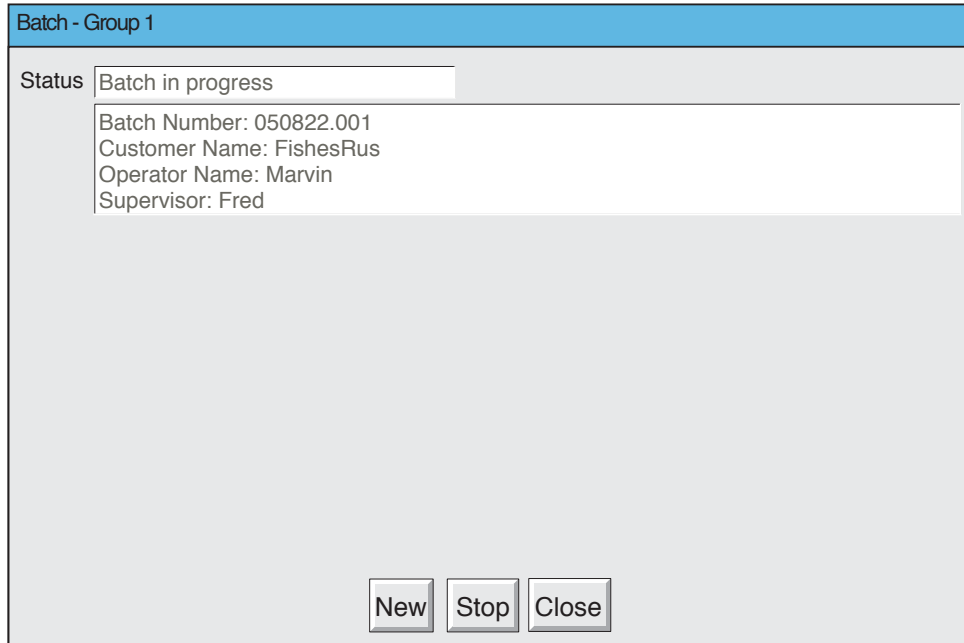 Batch - Group 1
Status Batch in progress
Batch Number: 050822.001
Customer Name: FishesRus
Operator Name: Marvin
Supervisor: Fred
New Stop Close